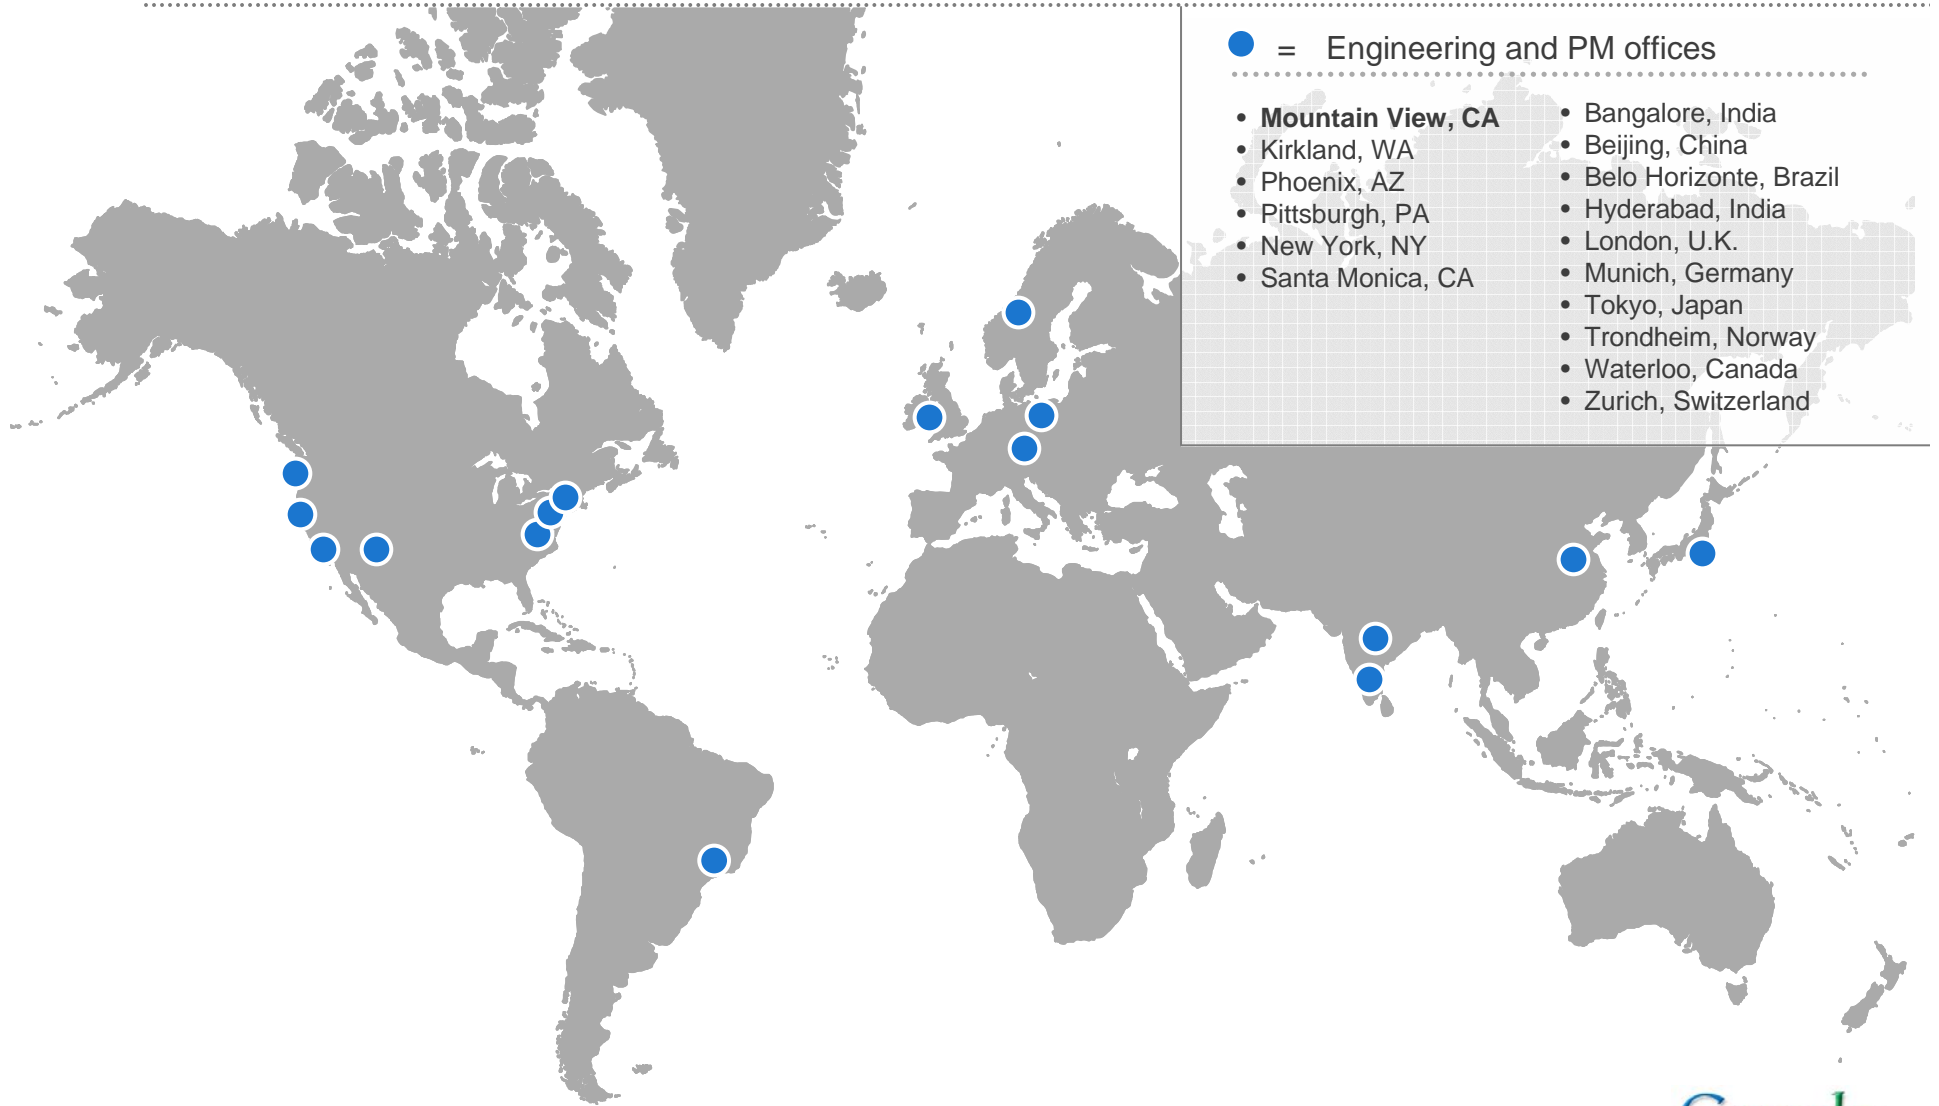 = Engineering and PM offices
• Mountain View, CA
• Kirkland, WA
• Phoenix, AZ
• Pittsburgh, PA
• New York, NY
• Santa Monica, CA
• Bangalore, India
• Beijing, China
• Belo Horizonte, Brazil
• Hyderabad, India
• London, U.K.
• Munich, Germany
• Tokyo, Japan
• Trondheim, Norway
• Waterloo, Canada
• Zurich, Switzerland